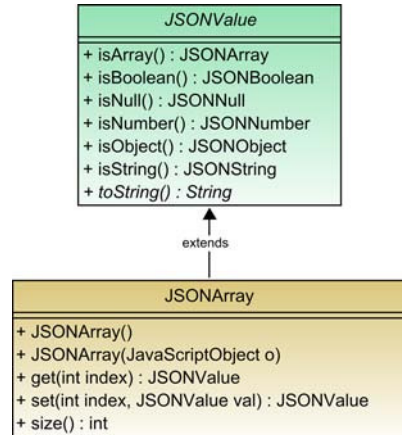 JSONValue
+ isArray() : JSONArray
+ isBoolean() : JSONBoolean
+ isNull() : JSONNull
+ isNumber() : JSONNumber
+ isObject() : JSONObject
+ isString() : JSONString
+ toString() : String
extends
JSONArray
+ JSONArray()
+ JSONArray(JavaScriptObject o)
+ get(int index) : JSONValue
+ set(int index, JSONValue val) : JSONValue
+ size() : int